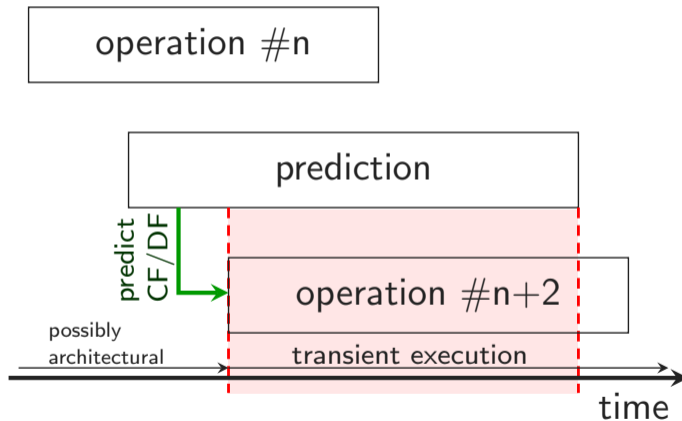 operation #n
prediction
predict
CF/DF
operation #n+2
possibly
architectural
transient execution
time